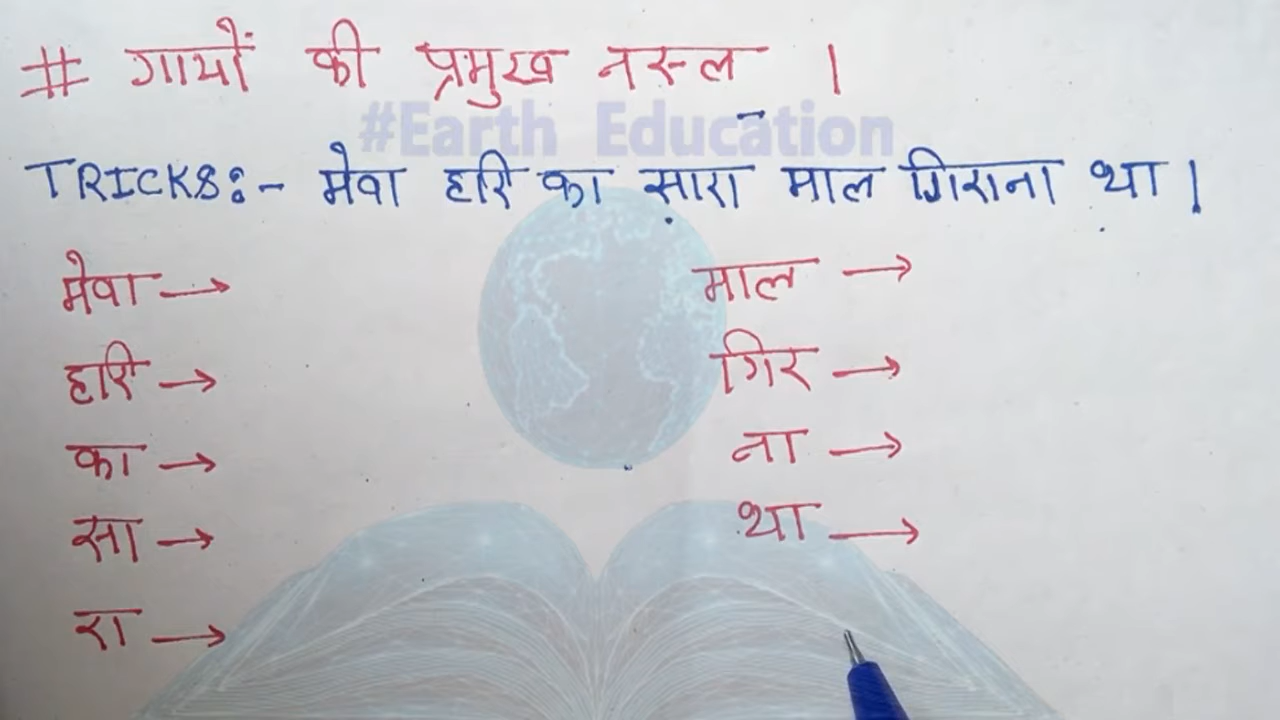 # गायों की प्रमुख नस्ल ।
#Earth Education
TRICKS:- मेवा हरि का सारा माल गिराना था ।
मेवा →
हरि →
का →
सा →
रा →
माल →
गिर →
ना →
था →